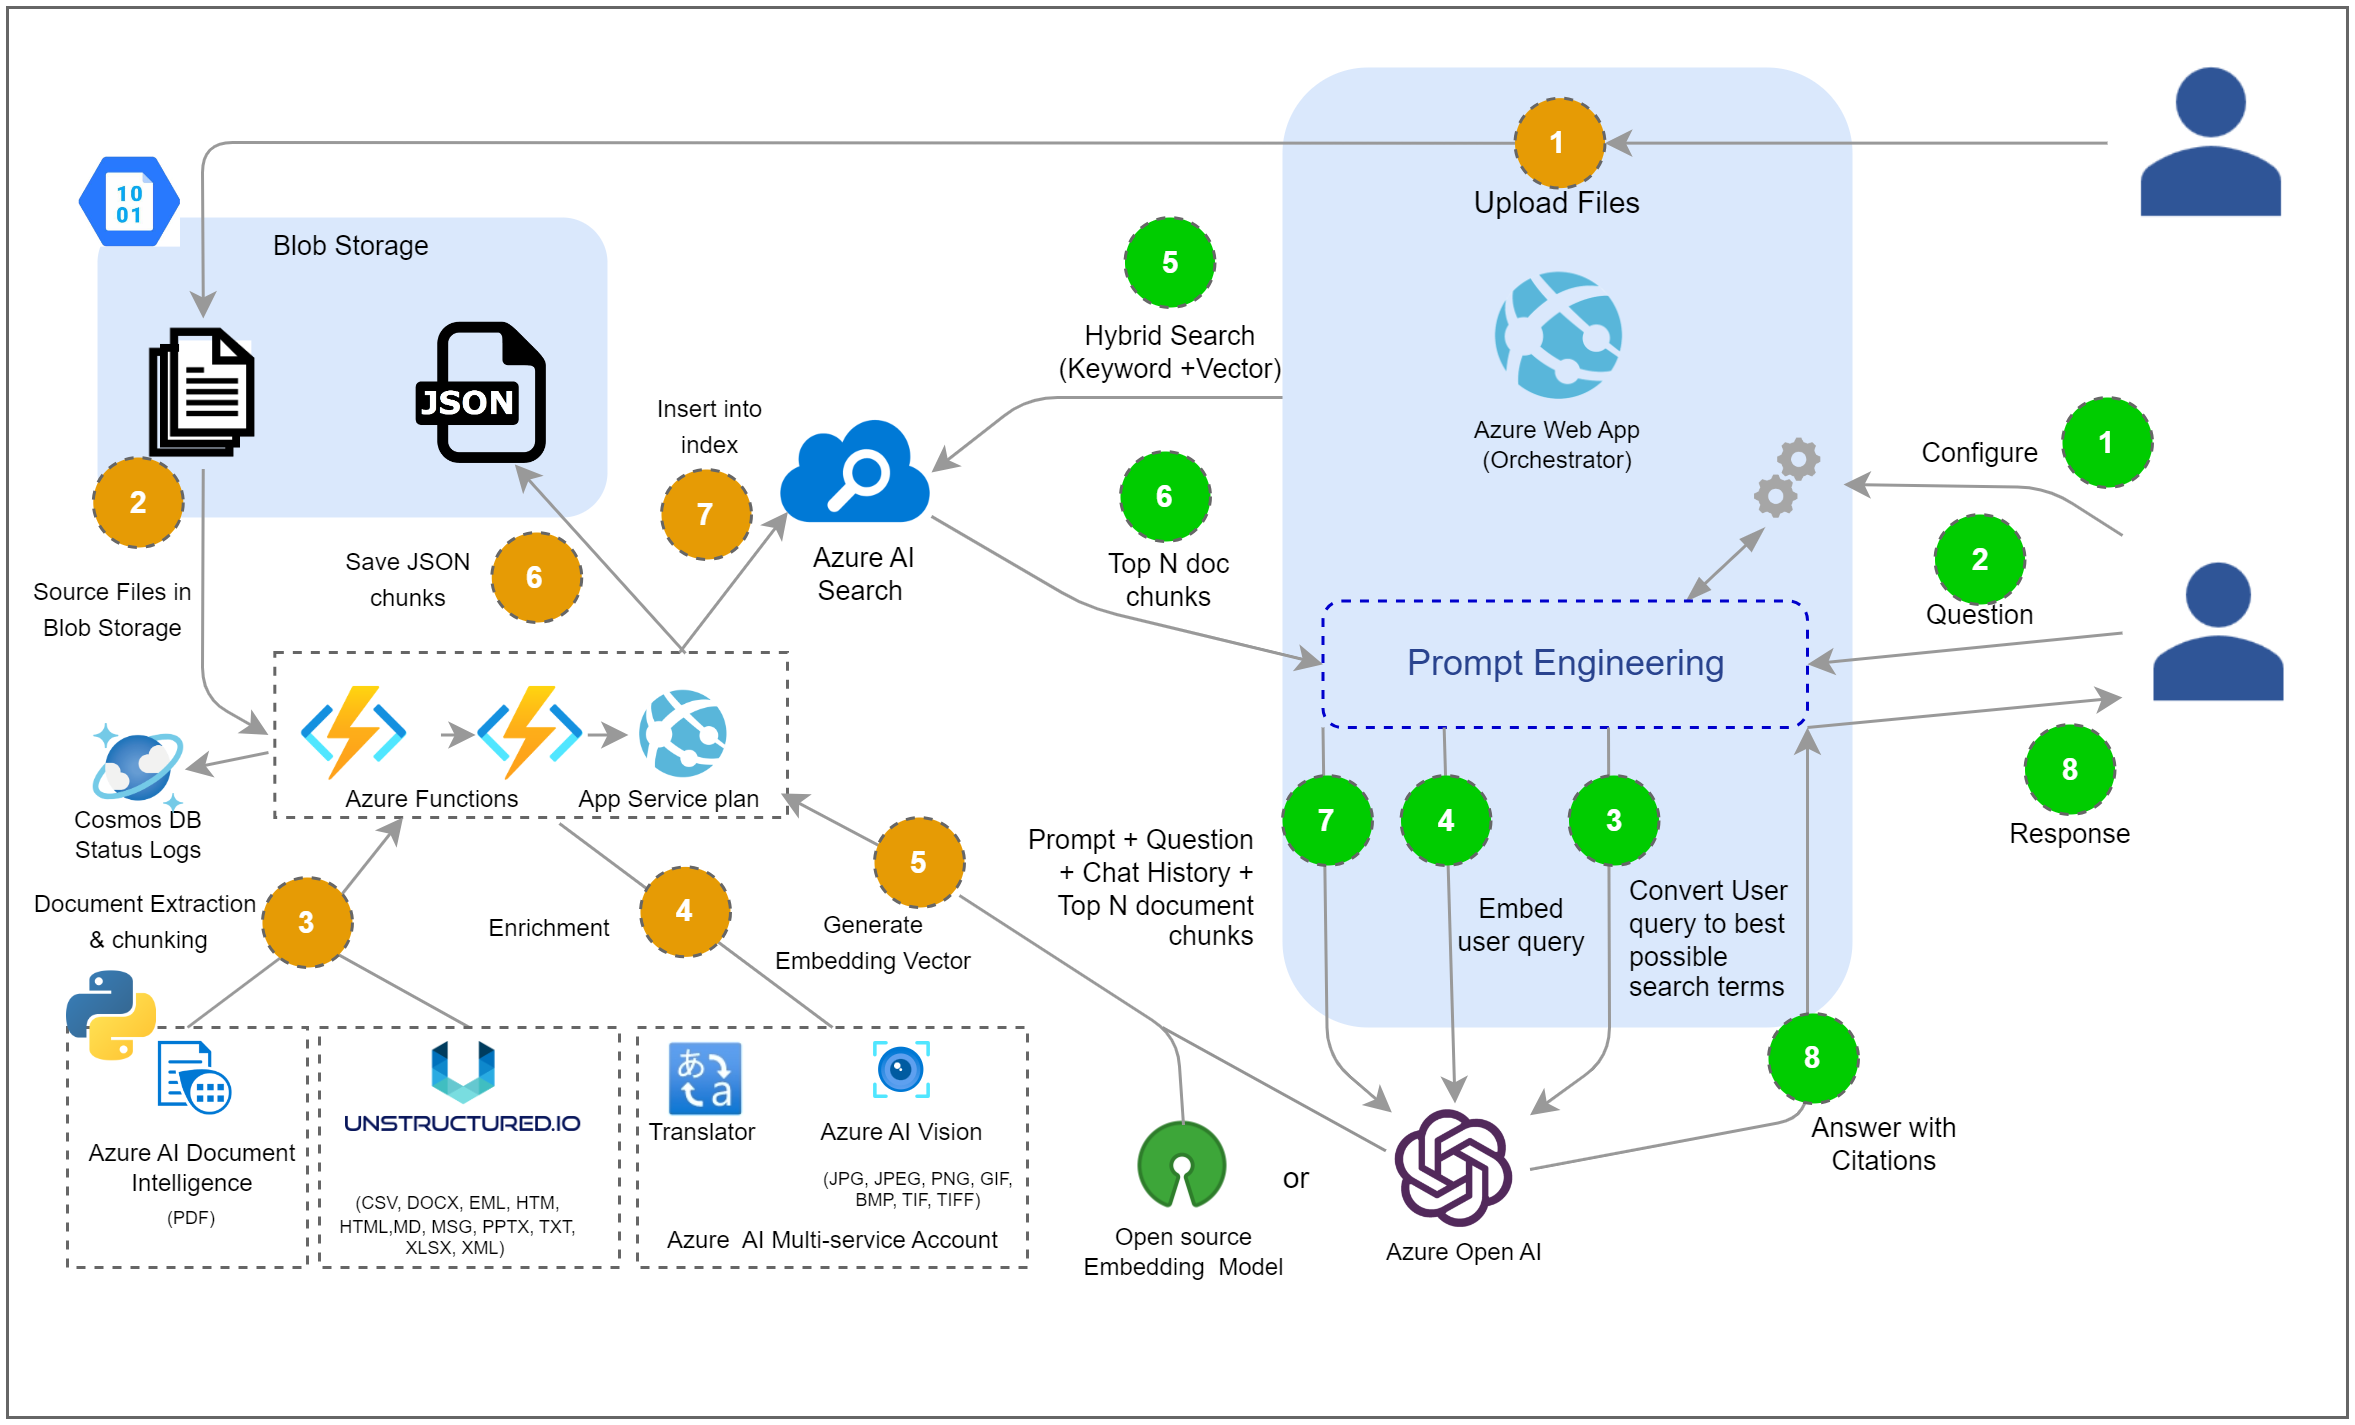 1
Upload Files
10
01
Blob Storage
JSON
2
Source Files in
Blob Storage
Save JSON
chunks
6
Insert into
index
7
Azure AI
Search
5
Hybrid Search
(Keyword +Vector)
6
Top N doc
chunks
Azure Web App
(Orchestrator)
Configure
1
2
Question
Prompt Engineering
8
Response
Azure Functions
App Service plan
Cosmos DB
Status Logs
Document Extraction
& chunking
3
Enrichment
4
5
Generate
Embedding Vector
7
4
3
Prompt + Question
+ Chat History +
Top N document
chunks
Embed
user query
Convert User
query to best
possible
search terms
8
Answer with
Citations
Azure AI Document
Intelligence
(PDF)
UNSTRUCTURED.IO
(CSV, DOCX, EML, HTM,
HTML,MD, MSG, PPTX, TXT,
XLSX, XML)
あ
a
Translator
Azure AI Vision
(JPG, JPEG, PNG, GIF,
BMP, TIF, TIFF)
Azure  AI Multi-service Account
Open source
Embedding  Model
or
Azure Open AI